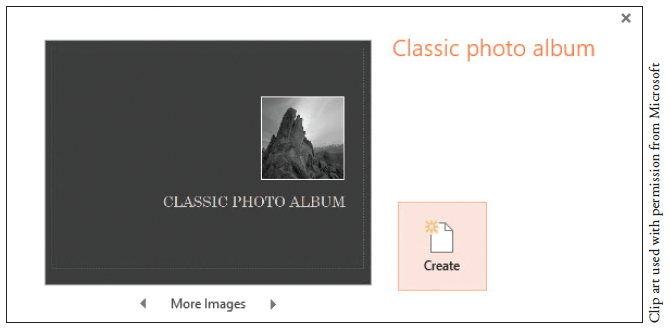 Classic photo album
CLASSIC PHOTO ALBUM
Create
More Images
Clip art used with permission from Microsoft